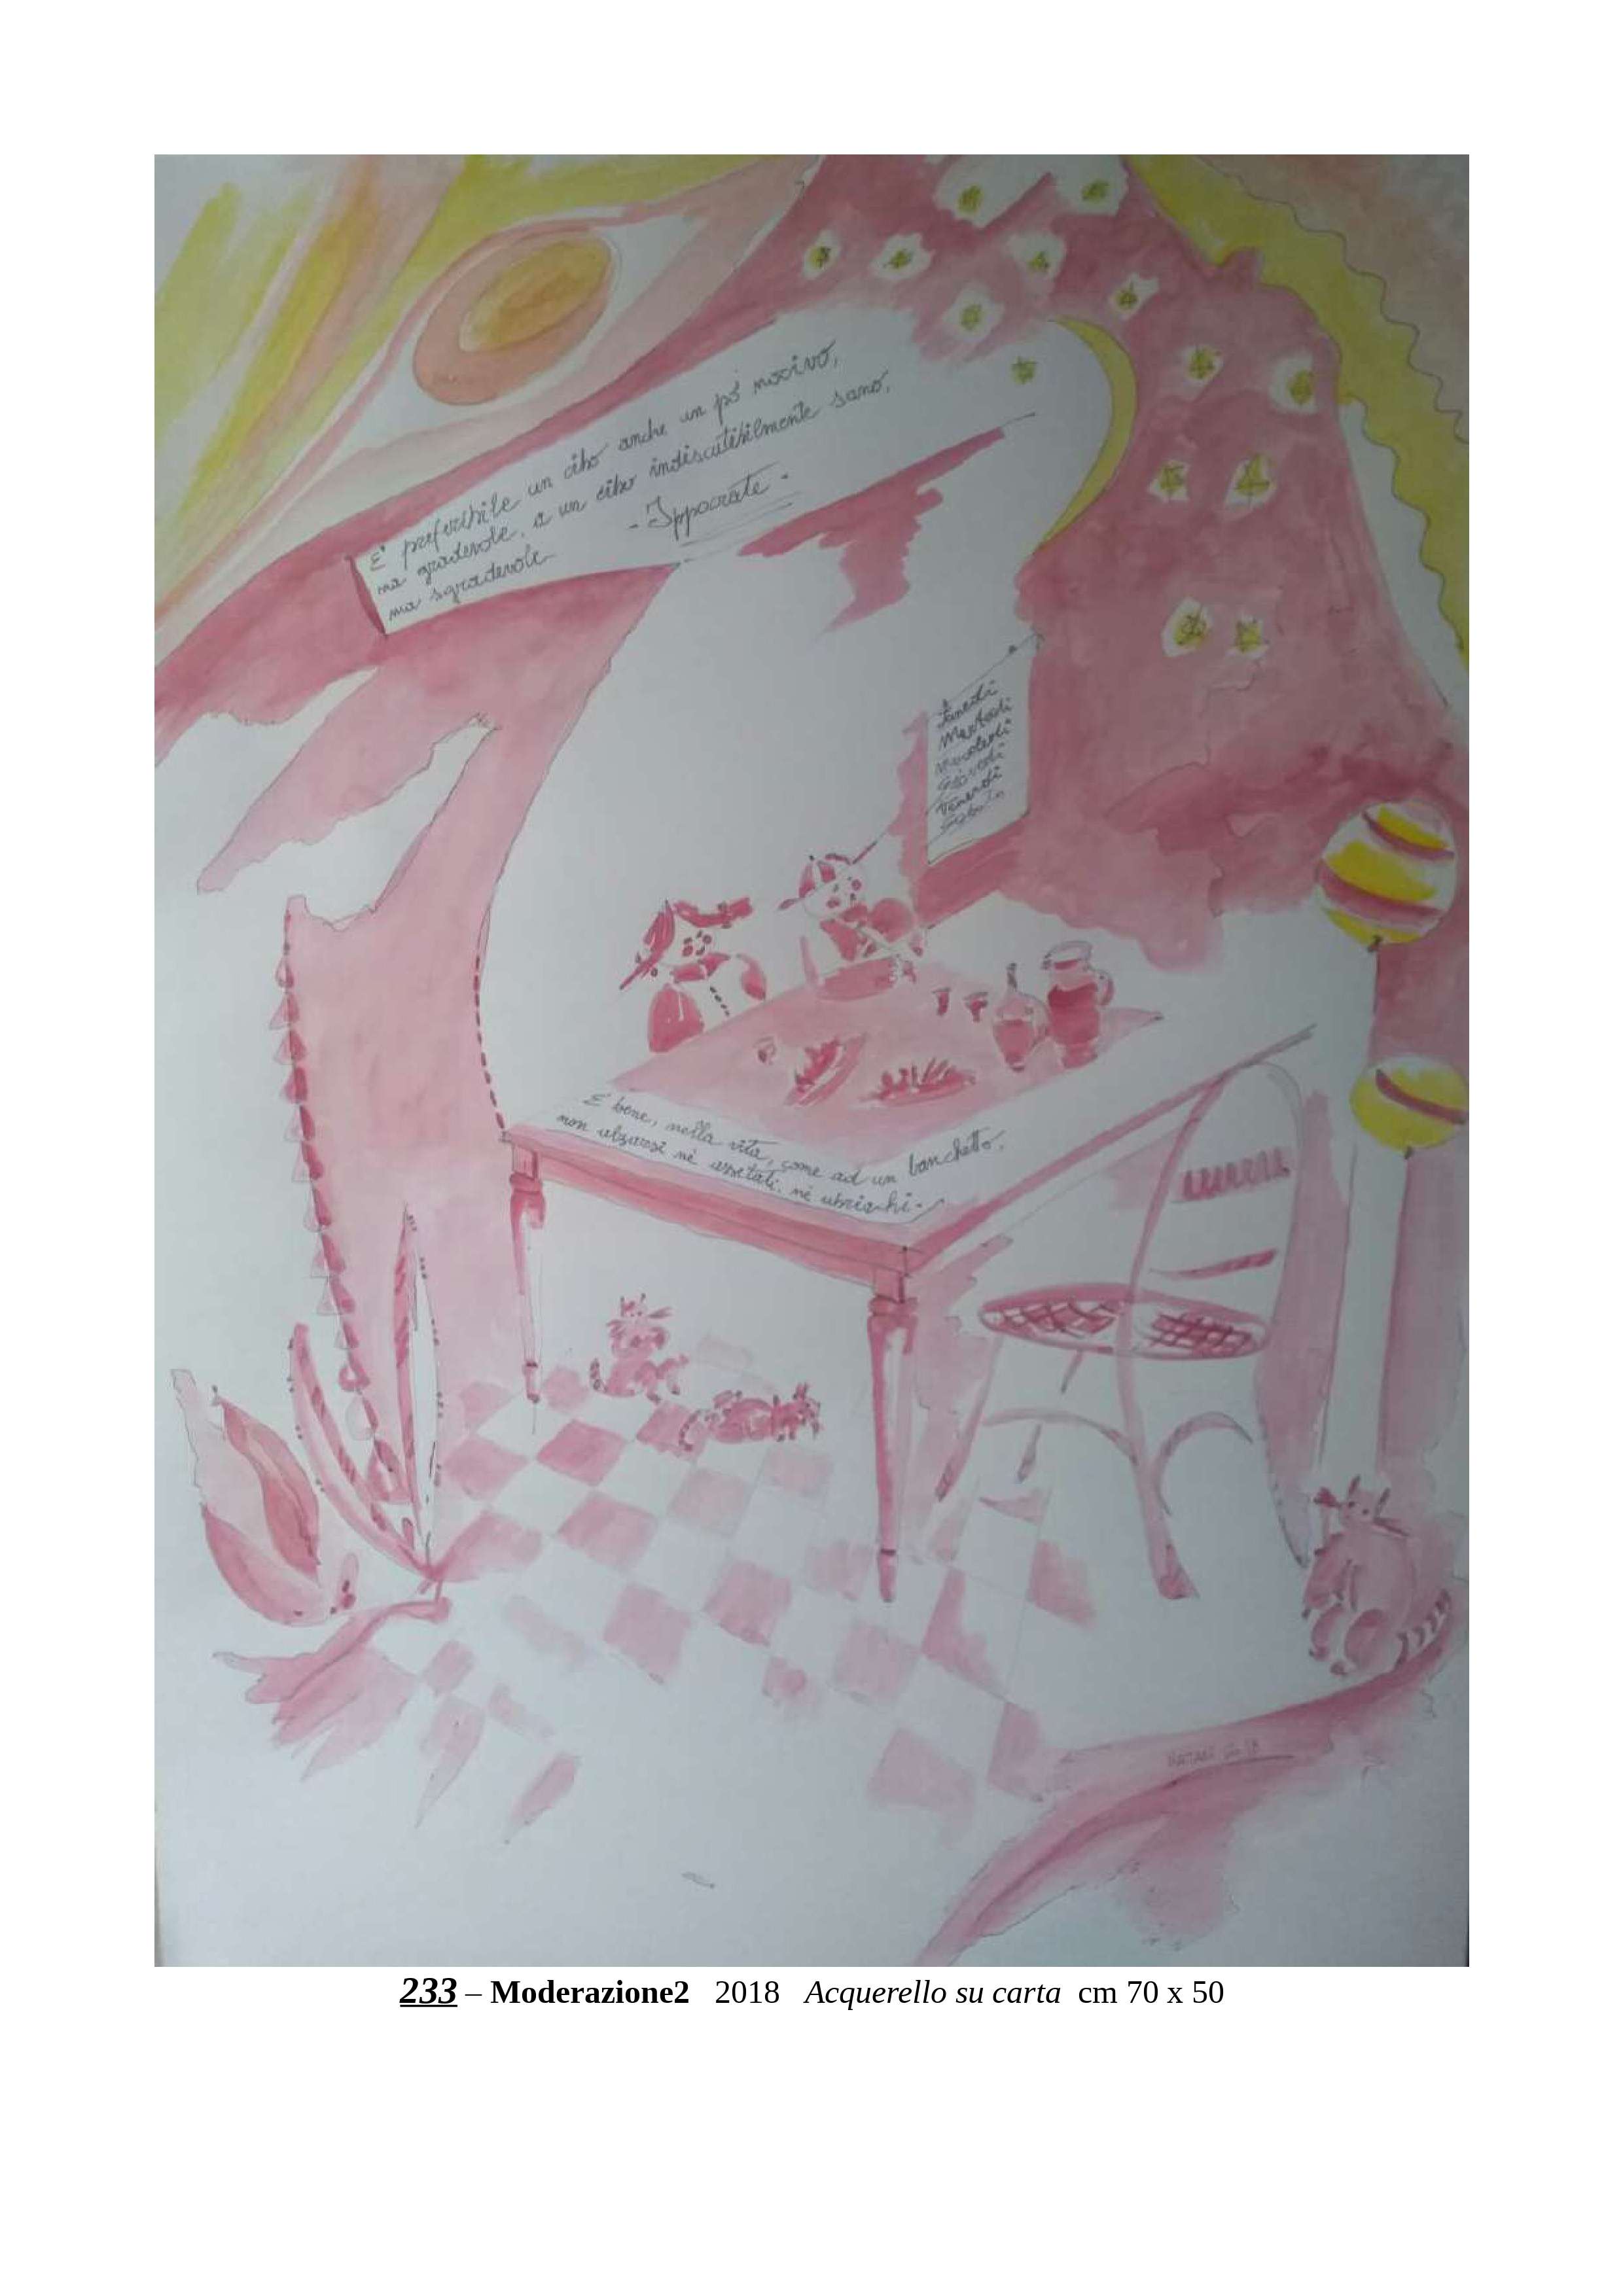 E' preferibile un cibo anche un pò nocivo,
ma gradevole, a un cibo indiscutibilmente sano,
ma sgradevole
- Ippocrate -
Lunedì
Martedì
Mercoledì
Giovedì
Venerdì
E' bene, nella vita, come ad un banchetto,
non alzarsi nè assetati, nè ubriachi.
233 – Moderazione2 2018 Acquerello su carta cm 70 x 50